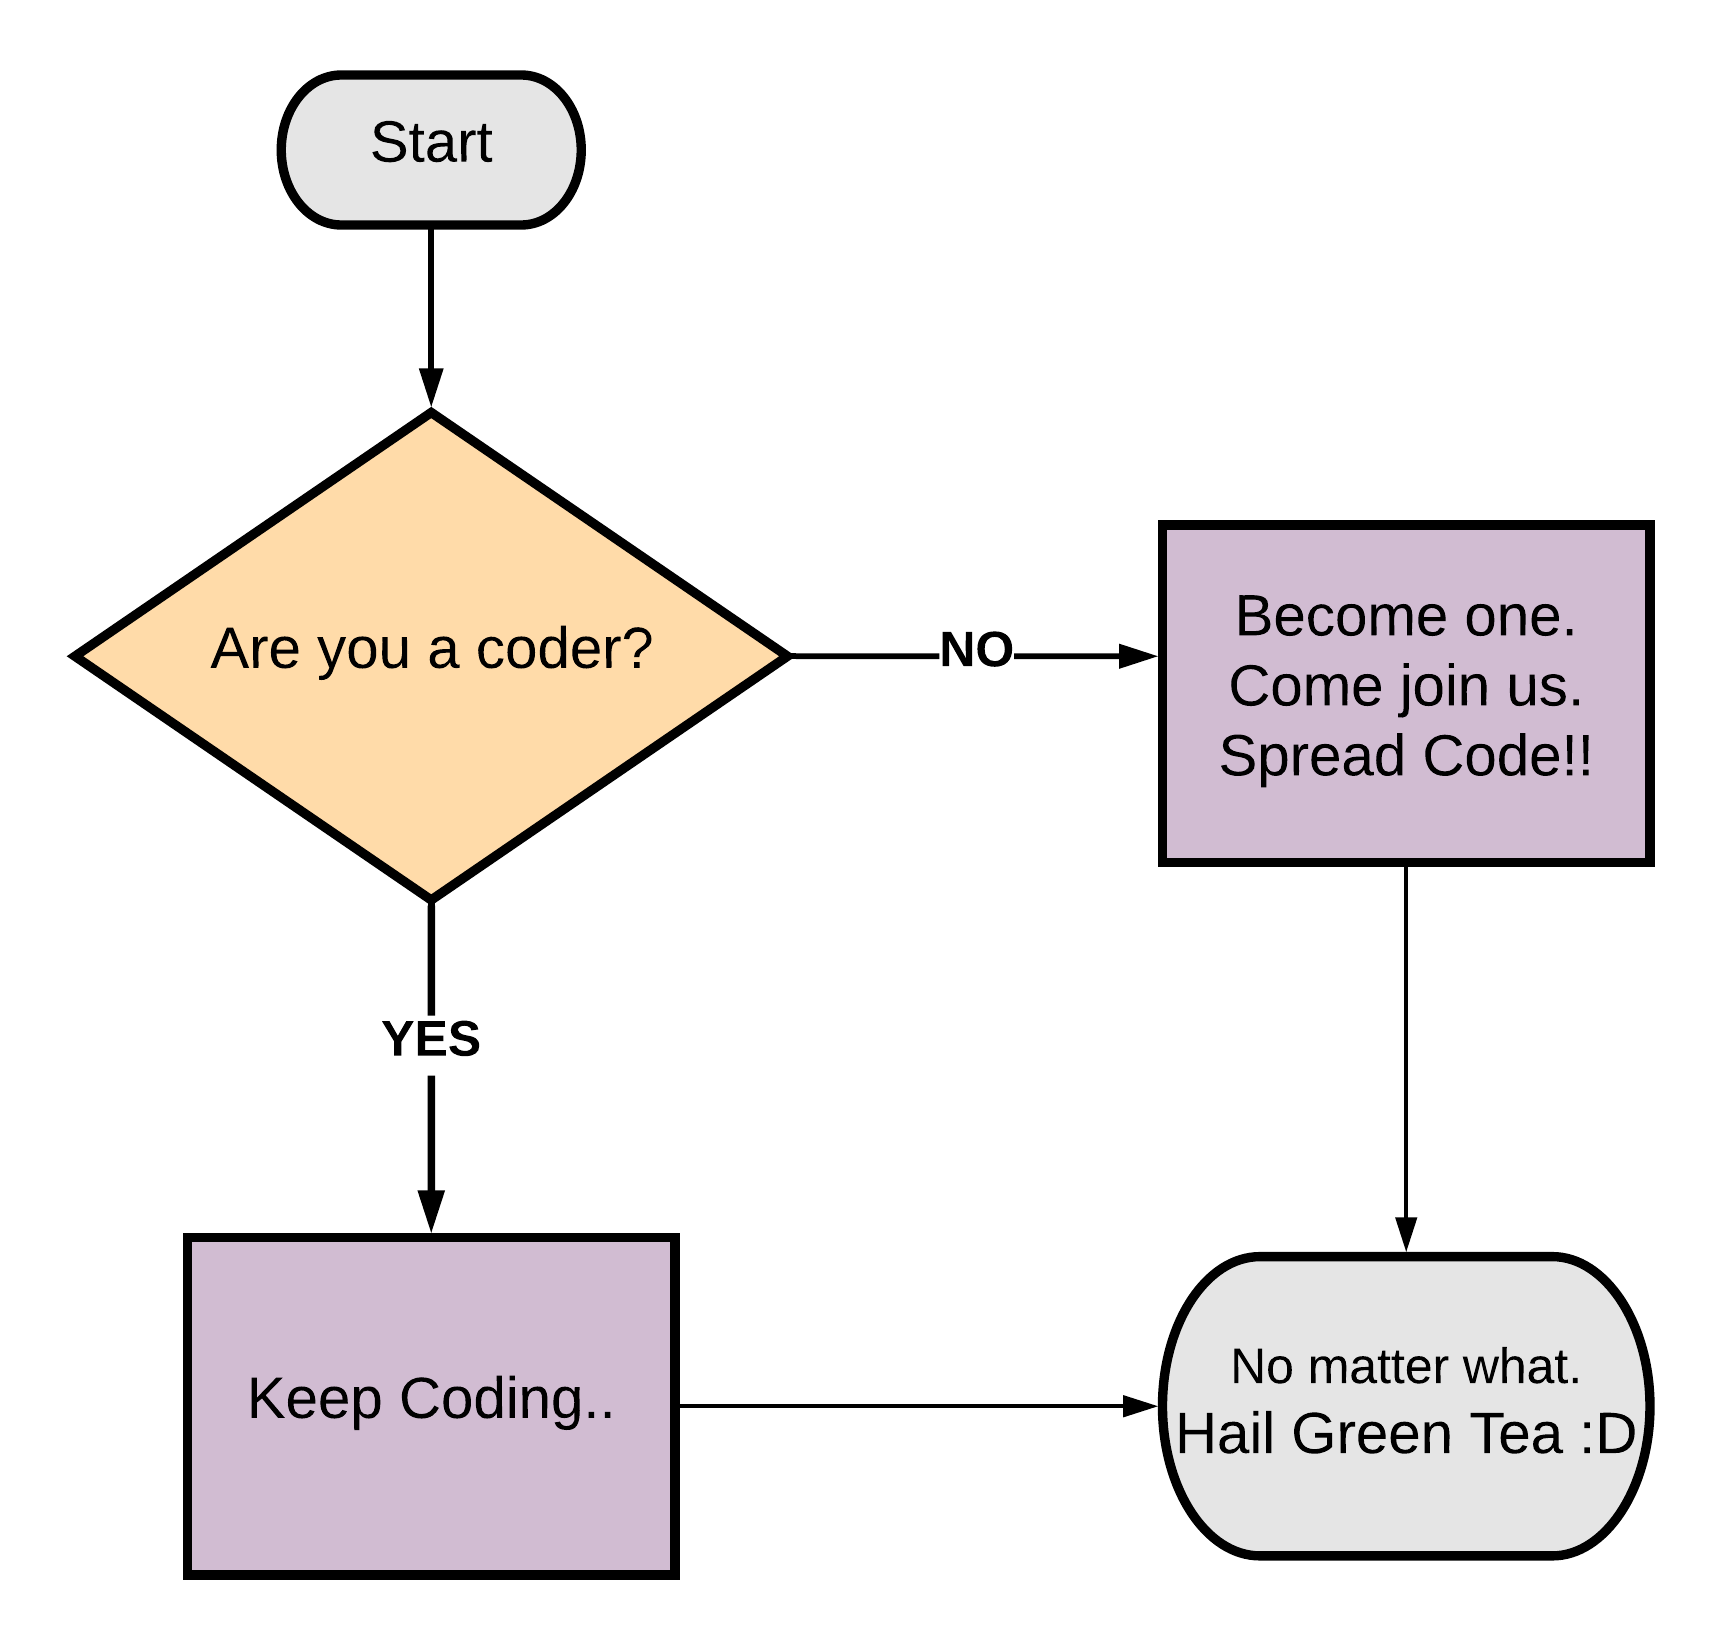 Start
Are you a coder?
NO
Become one.
Come join us.
Spread Code!!
YES
Keep Coding..
No matter what.
Hail Green Tea :D